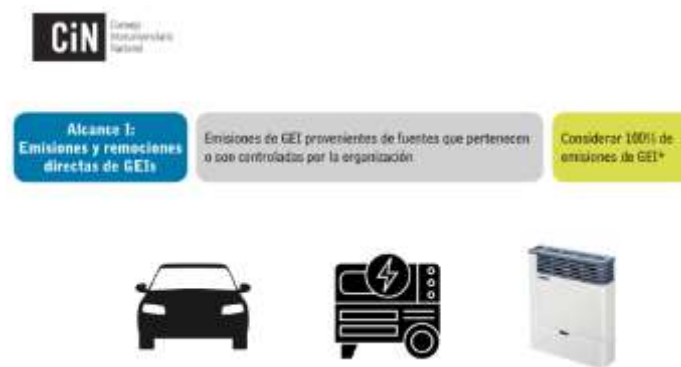 CiN
Consejo
Interuniversitario
Nacional
Alcance 1:
Emisiones y remociones
directas de GEIs
Emisiones de GEI provenientes de fuentes que pertenecen
o son controladas por la organización
Considerar 100% de
emisiones de GEI*